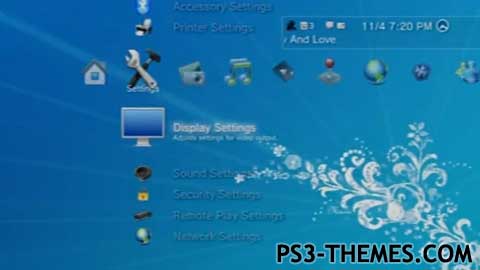 Accessory Settings
Printer Settings
3
11/4 7:20 PM
y And Love
Settings
Display Settings
Adjusts settings for video output.
Sound Settings
Security Settings
Remote Play Settings
Network Settings
PS3-THEMES.COM